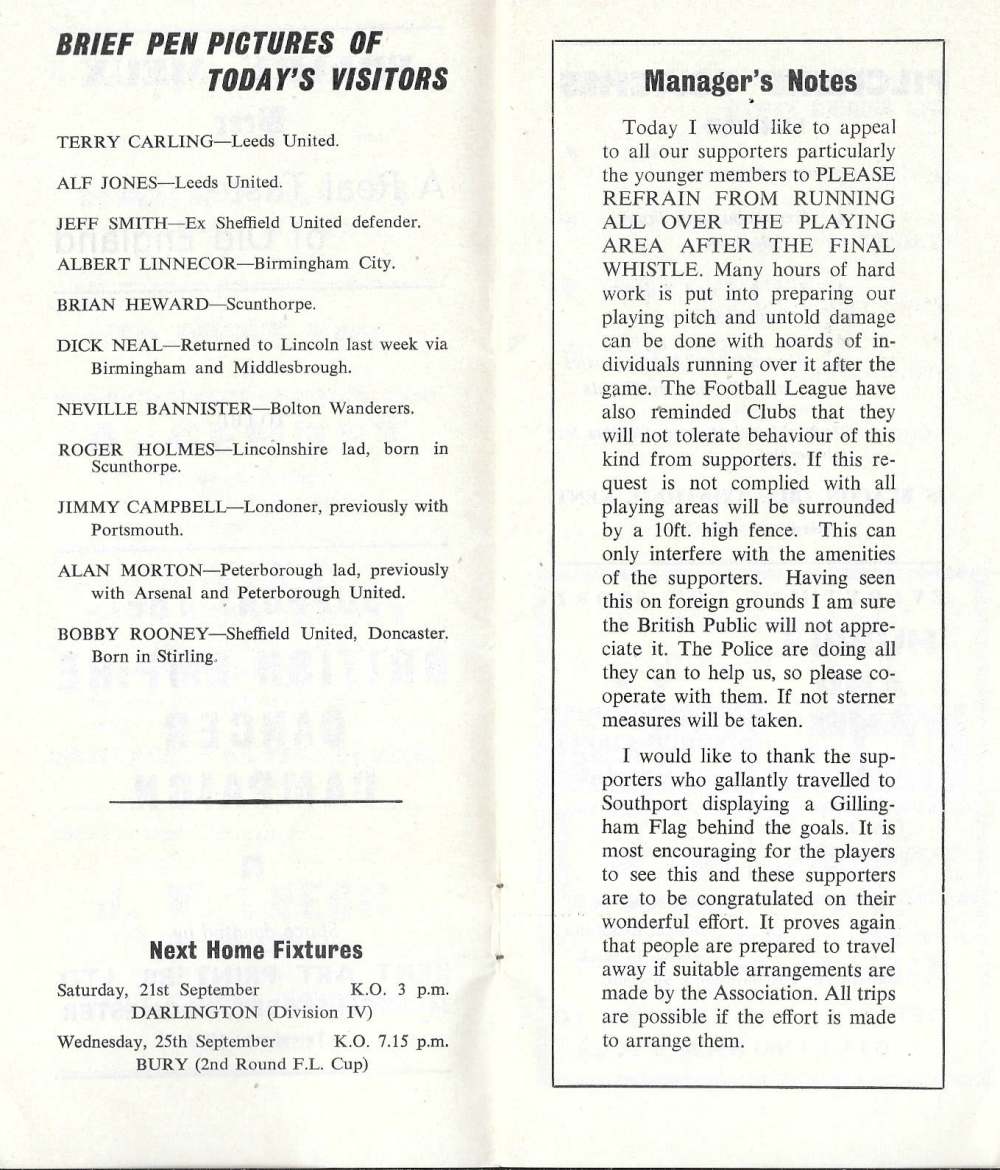 BRIEF PEN PICTURES OF
TODAY'S VISITORS
TERRY CARLING—Leeds United.
ALF JONES—Leeds United.
JEFF SMITH—Ex Sheffield United defender.
ALBERT LINNECOR—Birmingham City.
BRIAN HEWARD—Scunthorpe.
DICK NEAL—Returned to Lincoln last week via
Birmingham and Middlesbrough.
NEVILLE BANNISTER—Bolton Wanderers.
ROGER HOLMES—Lincolnshire lad, born in
Scunthorpe.
JIMMY CAMPBELL—Londoner, previously with
Portsmouth.
ALAN MORTON—Peterborough lad, previously
with Arsenal and Peterborough United.
BOBBY ROONEY—Sheffield United, Doncaster.
Born in Stirling.
Next Home Fixtures
Saturday, 21st September K.O. 3 p.m.
DARLINGTON (Division IV)
Wednesday, 25th September K.O. 7.15 p.m.
BURY (2nd Round F.L. Cup)
Manager's Notes
Today I would like to appeal
to all our supporters particularly
the younger members to PLEASE
REFRAIN FROM RUNNING
ALL OVER THE PLAYING
AREA AFTER THE FINAL
WHISTLE. Many hours of hard
work is put into preparing our
playing pitch and untold damage
can be done with hoards of in-
dividuals running over it after the
game. The Football League have
also reminded Clubs that they
will not tolerate behaviour of this
kind from supporters. If this re-
quest is not complied with all
playing areas will be surrounded
by a 10ft. high fence. This can
only interfere with the amenities
of the supporters. Having seen
this on foreign grounds I am sure
the British Public will not appre-
ciate it. The Police are doing all
they can to help us, so please co-
operate with them. If not sterner
measures will be taken.
I would like to thank the sup-
porters who gallantly travelled to
Southport displaying a Gilling-
ham Flag behind the goals. It is
most encouraging for the players
to see this and these supporters
are to be congratulated on their
wonderful effort. It proves again
that people are prepared to travel
away if suitable arrangements are
made by the Association. All trips
are possible if the effort is made
to arrange them.